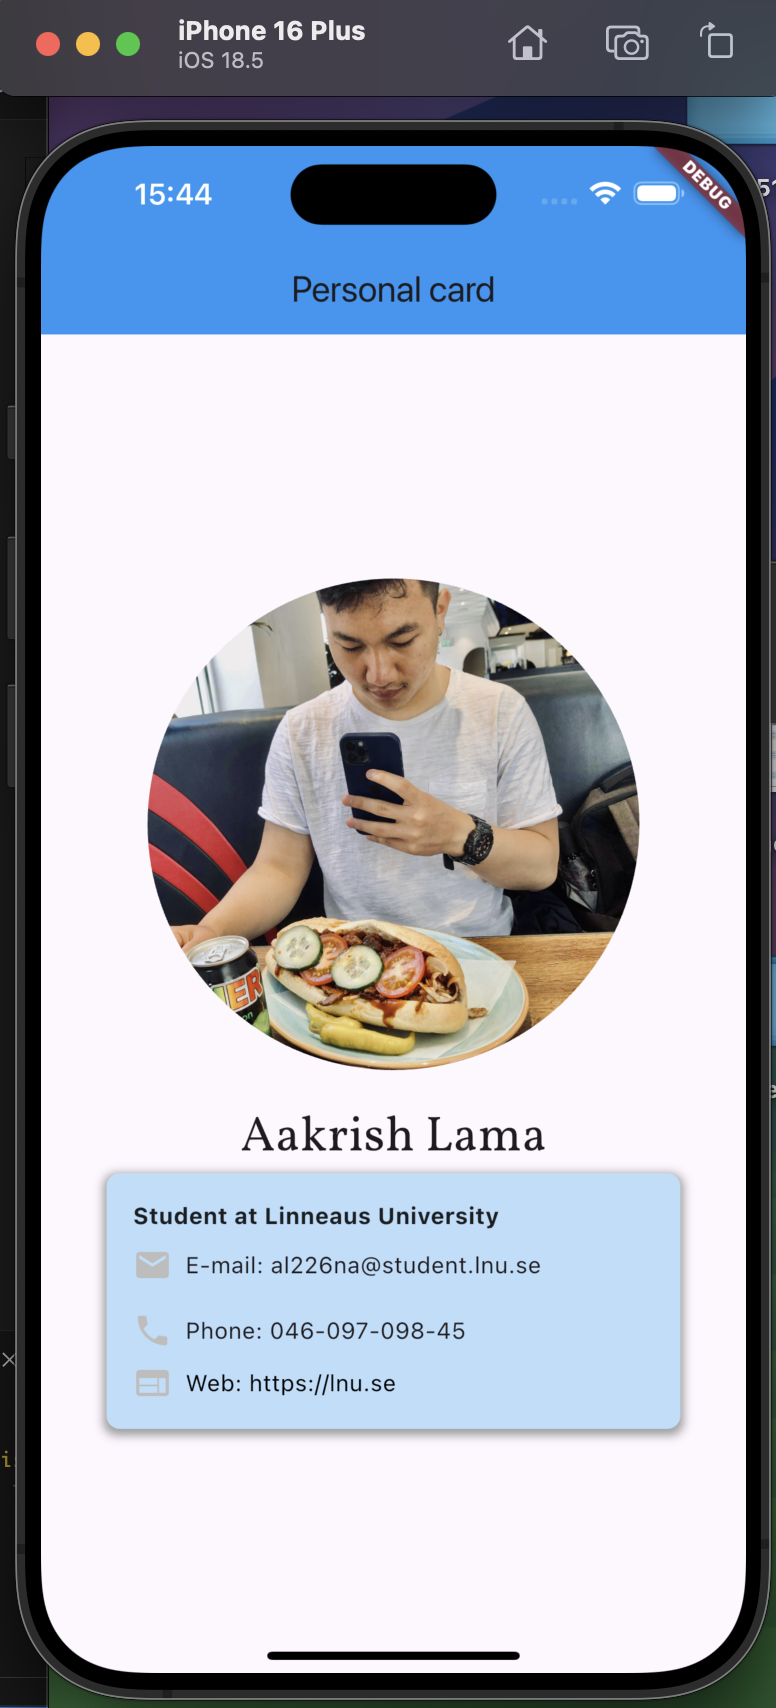 iPhone 16 Plus
iOS 18.5
15:44
DEBUG
Personal card
Aakrish Lama
Student at Linneaus University
E-mail: al226na@student.lnu.se
Phone: 046-097-098-45
Web: https://lnu.se